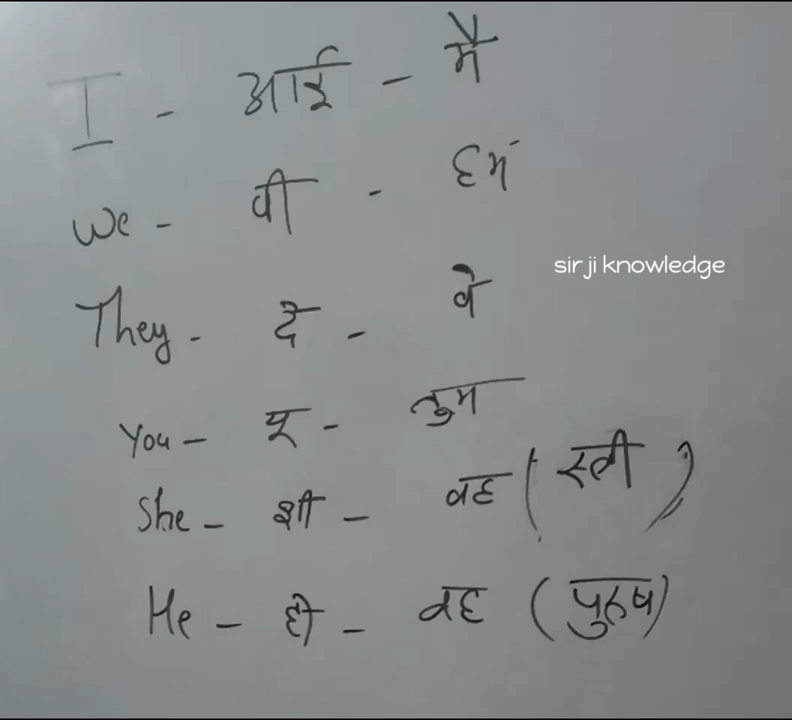 I - आई - मैं
We - वी - हम
They - दे - वे
sir ji knowledge
You - यू - तुम
She - शी - वह (स्त्री)
He - ही - वह (पुरुष)